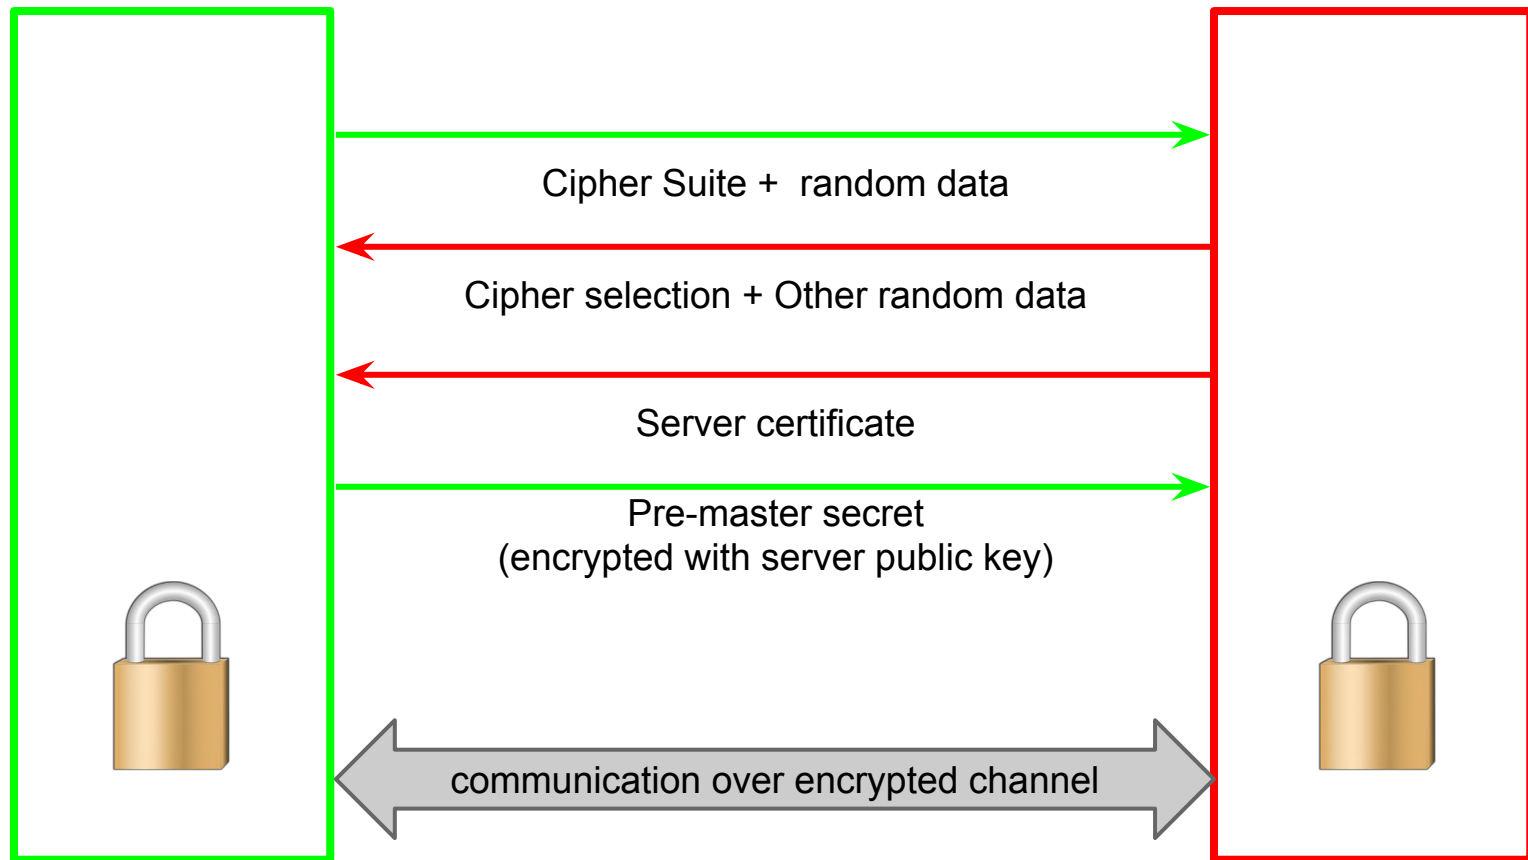 Cipher Suite +  random data
Cipher selection + Other random data
Server certificate
Pre-master secret
(encrypted with server public key)
communication over encrypted channel